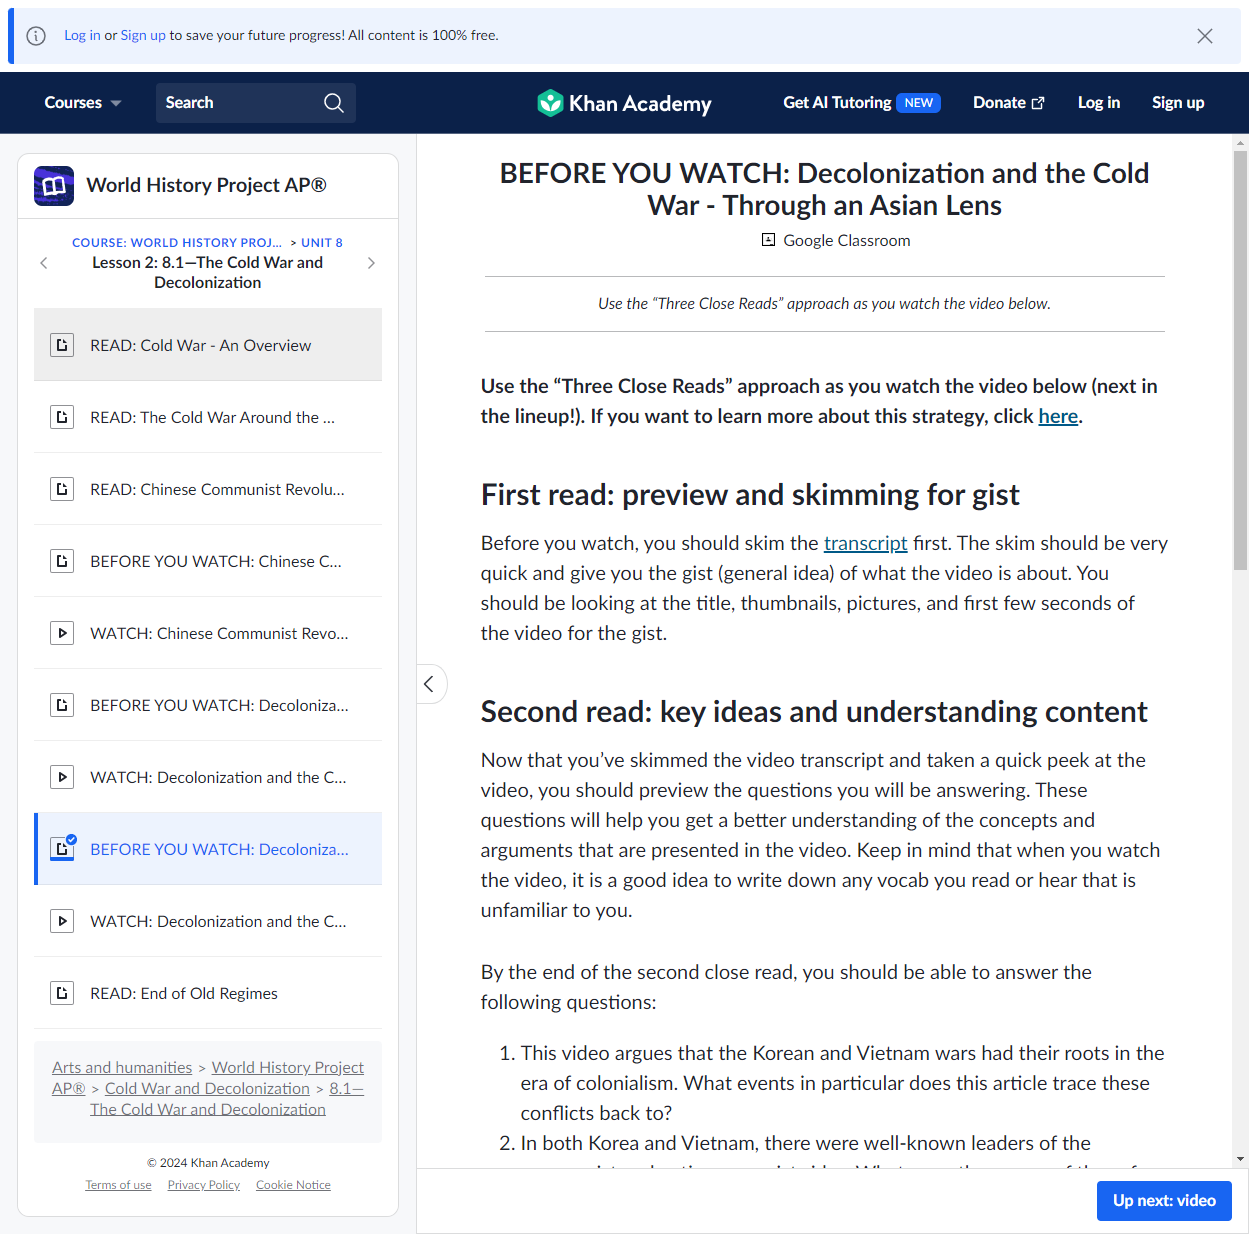 Log in or Sign up to save your future progress! All content is 100% free.
Courses
Search
Khan Academy
Get AI Tutoring NEW
Donate
Log in
Sign up
World History Project AP®
COURSE: WORLD HISTORY PROJ... > UNIT 8
Lesson 2: 8.1—The Cold War and
Decolonization
READ: Cold War - An Overview
READ: The Cold War Around the ...
READ: Chinese Communist Revolu...
BEFORE YOU WATCH: Chinese C...
WATCH: Chinese Communist Revo...
BEFORE YOU WATCH: Decoloniza...
WATCH: Decolonization and the C...
BEFORE YOU WATCH: Decoloniza...
WATCH: Decolonization and the C...
READ: End of Old Regimes
Arts and humanities > World History Project
AP® > Cold War and Decolonization > 8.1—
The Cold War and Decolonization
© 2024 Khan Academy
Terms of use Privacy Policy Cookie Notice
BEFORE YOU WATCH: Decolonization and the Cold
War - Through an Asian Lens
Google Classroom
Use the “Three Close Reads” approach as you watch the video below.
Use the “Three Close Reads” approach as you watch the video below (next in
the lineup!). If you want to learn more about this strategy, click here.
First read: preview and skimming for gist
Before you watch, you should skim the transcript first. The skim should be very
quick and give you the gist (general idea) of what the video is about. You
should be looking at the title, thumbnails, pictures, and first few seconds of
the video for the gist.
Second read: key ideas and understanding content
Now that you’ve skimmed the video transcript and taken a quick peek at the
video, you should preview the questions you will be answering. These
questions will help you get a better understanding of the concepts and
arguments that are presented in the video. Keep in mind that when you watch
the video, it is a good idea to write down any vocab you read or hear that is
unfamiliar to you.
By the end of the second close read, you should be able to answer the
following questions:
1. This video argues that the Korean and Vietnam wars had their roots in the
era of colonialism. What events in particular does this article trace these
conflicts back to?
2. In both Korea and Vietnam, there were well-known leaders of the
Up next: video